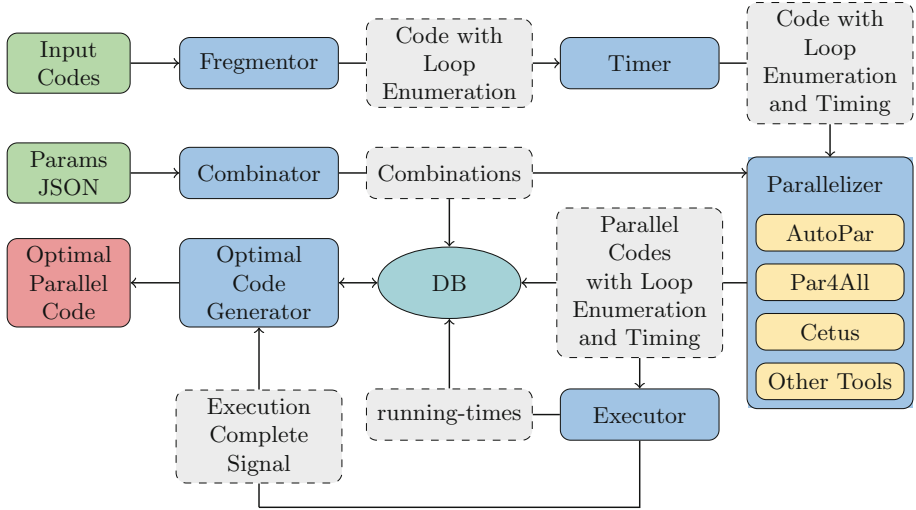 Input
Codes
Fregmentor
Code with
Loop
Enumeration
Timer
Code with
Loop
Enumeration
and Timing
Params
JSON
Combinator
Combinations
Parallelizer
AutoPar
Par4All
Cetus
Other Tools
Optimal
Parallel
Code
Optimal
Code
Generator
DB
Parallel
Codes
with Loop
Enumeration
and Timing
Execution
Complete
Signal
running-times
Executor